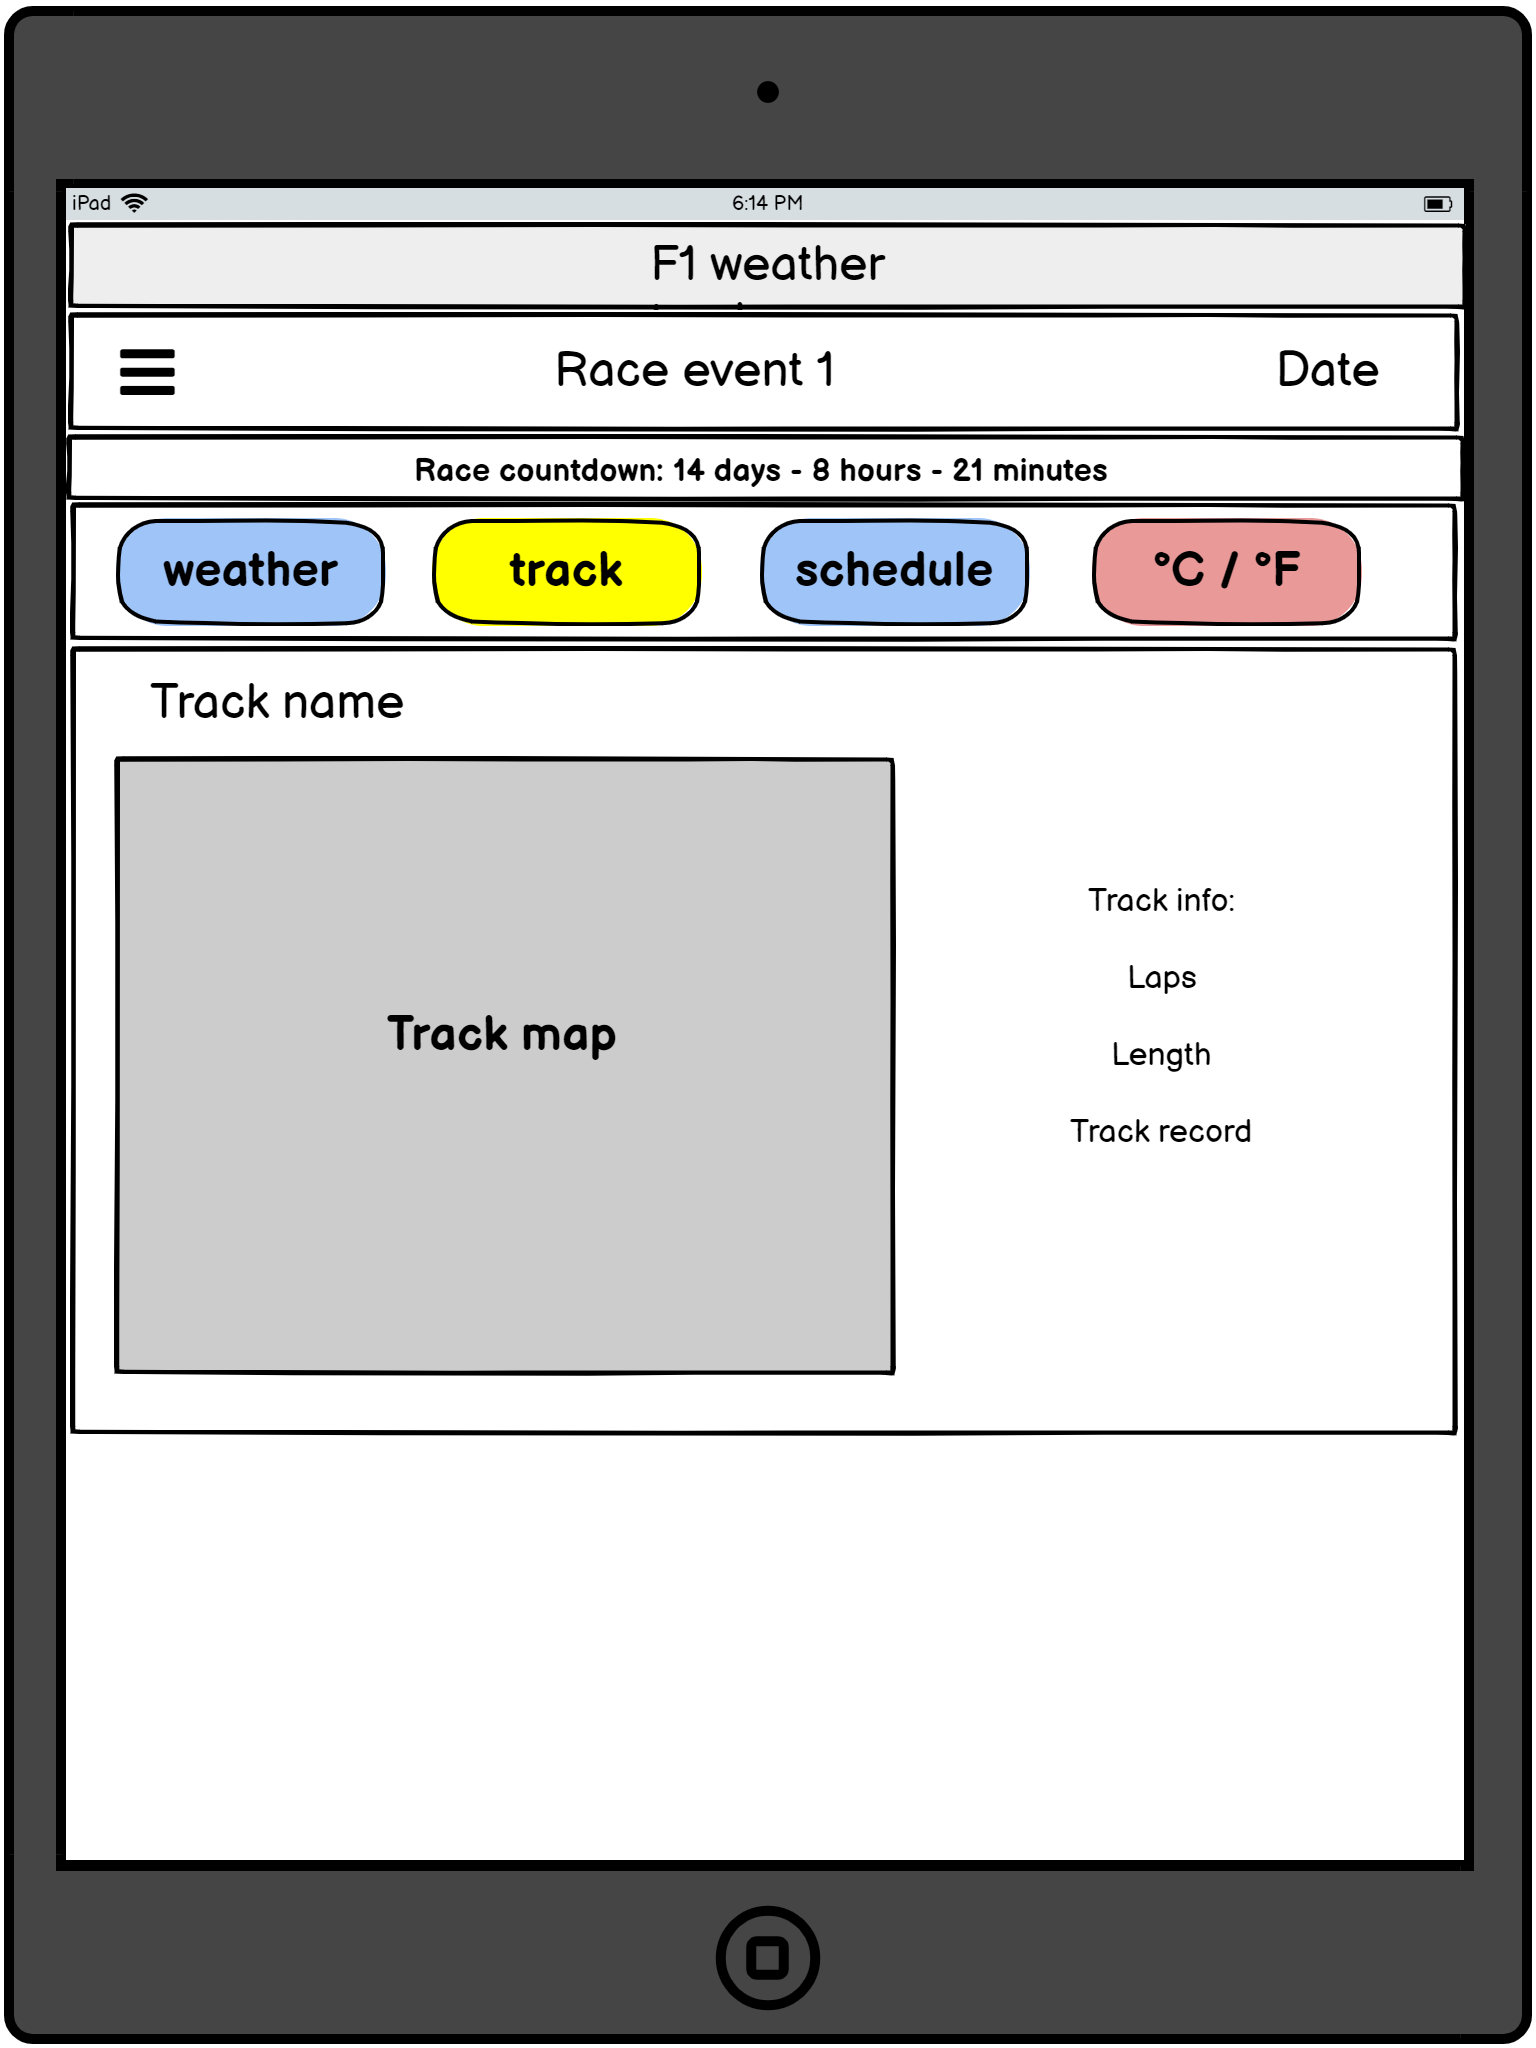 iPad
6:14 PM
F1 weather
Race event 1
Date
Race countdown: 14 days - 8 hours - 21 minutes
weather
track
schedule
°C / °F
Track name
Track map
Track info:
Laps
Length
Track record